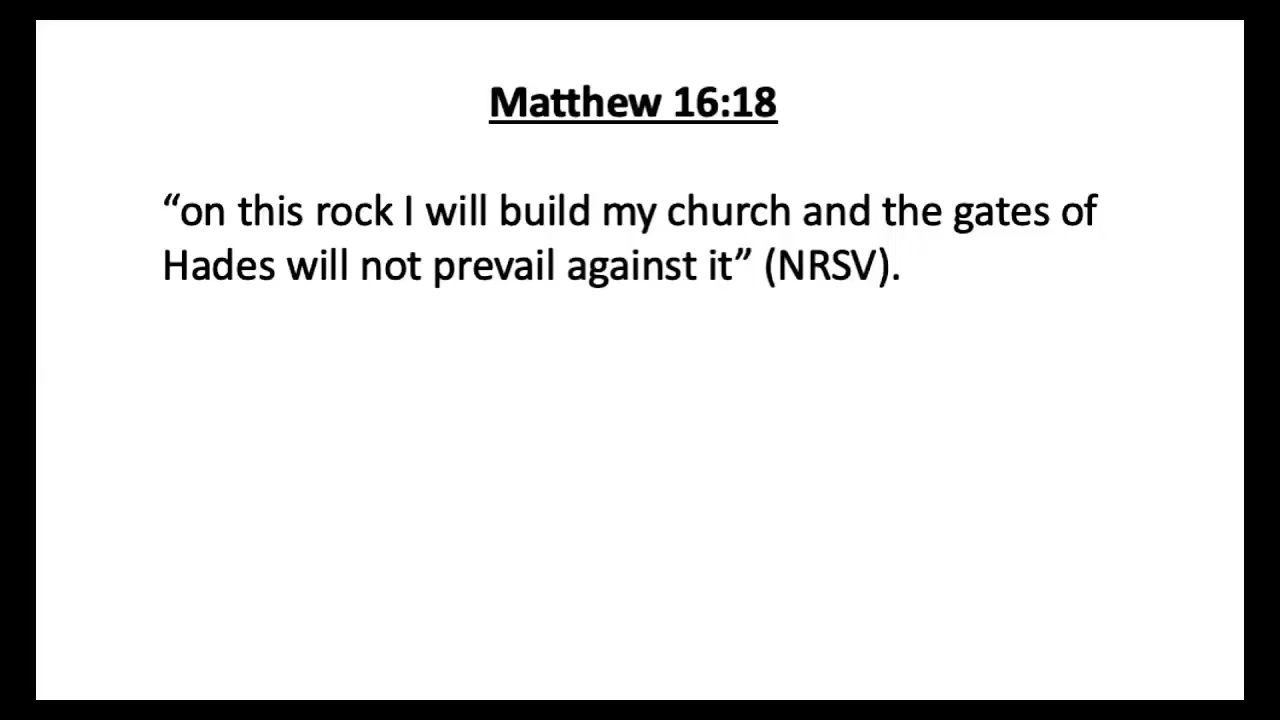 Matthew 16:18
“on this rock I will build my church and the gates of
Hades will not prevail against it” (NRSV).